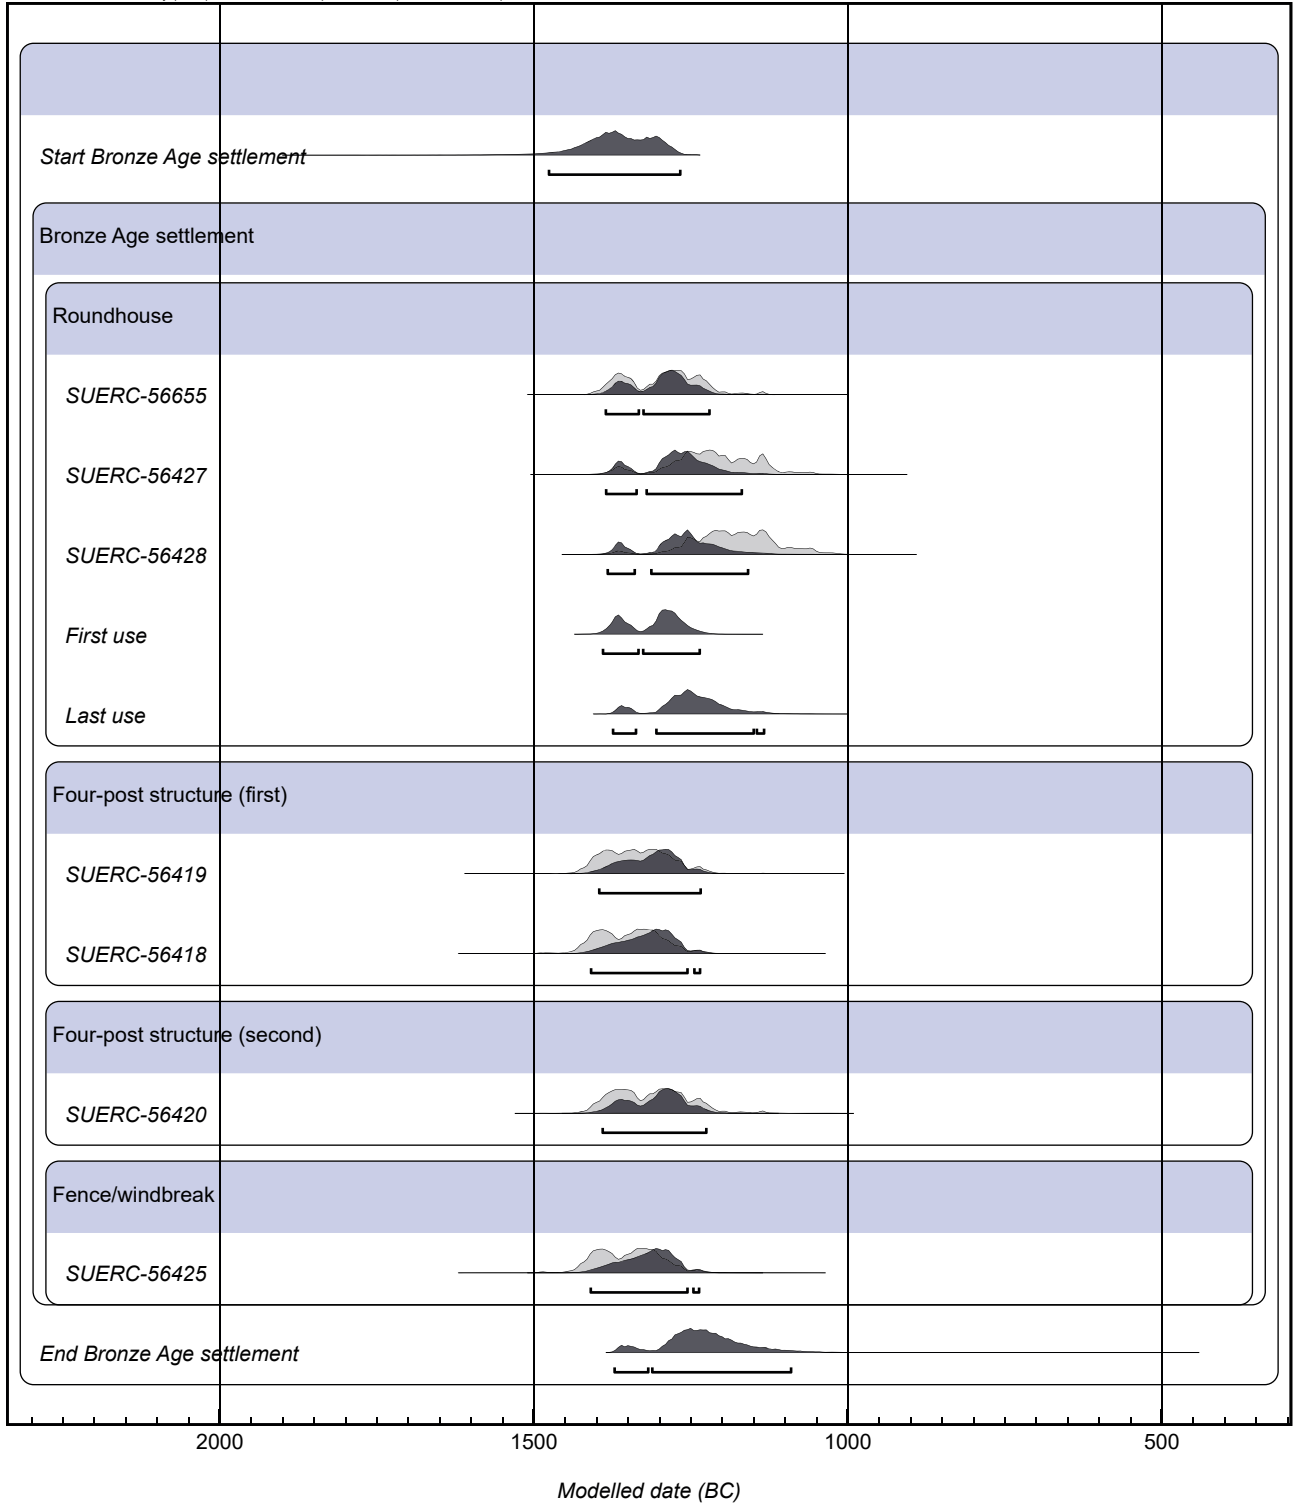 Start Bronze Age settlement
Bronze Age settlement
Roundhouse
SUERC-56655
SUERC-56427
SUERC-56428
First use
Last use
Four-post structure (first)
SUERC-56419
SUERC-56418
Four-post structure (second)
SUERC-56420
Fence/windbreak
SUERC-56425
End Bronze Age settlement
2000 1500 1000 500
Modelled date (BC)